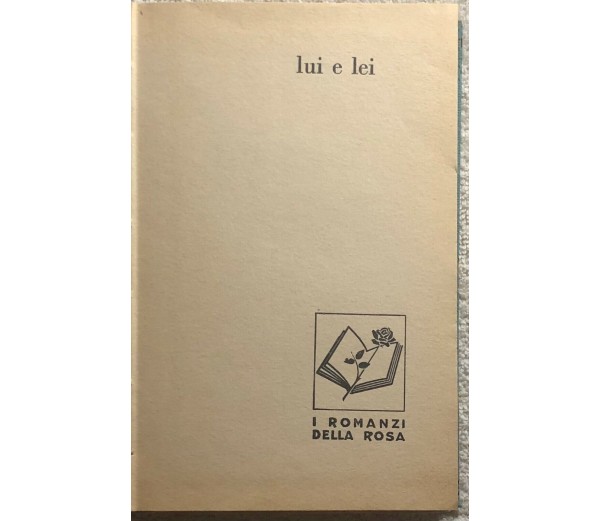 lui e lei
I ROMANZI
DELLA ROSA